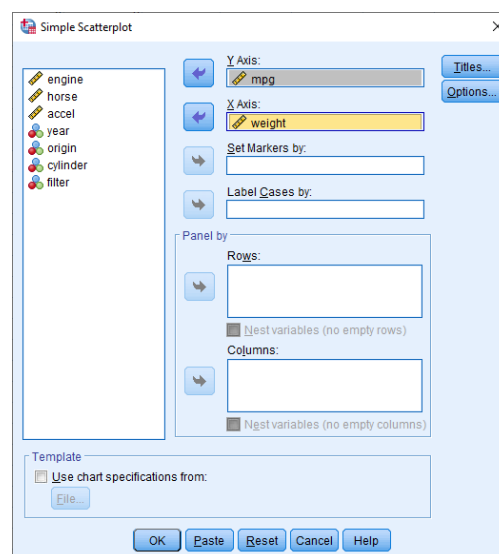 Simple Scatterplot
engine
horse
accel
year
origin
cylinder
filter
Y Axis:
mpg
X Axis:
weight
Set Markers by:
Label Cases by:
Panel by
Rows:
Nest variables (no empty rows)
Columns:
Nest variables (no empty columns)
Titles...
Options...
Template
Use chart specifications from:
File...
OK Paste Reset Cancel Help